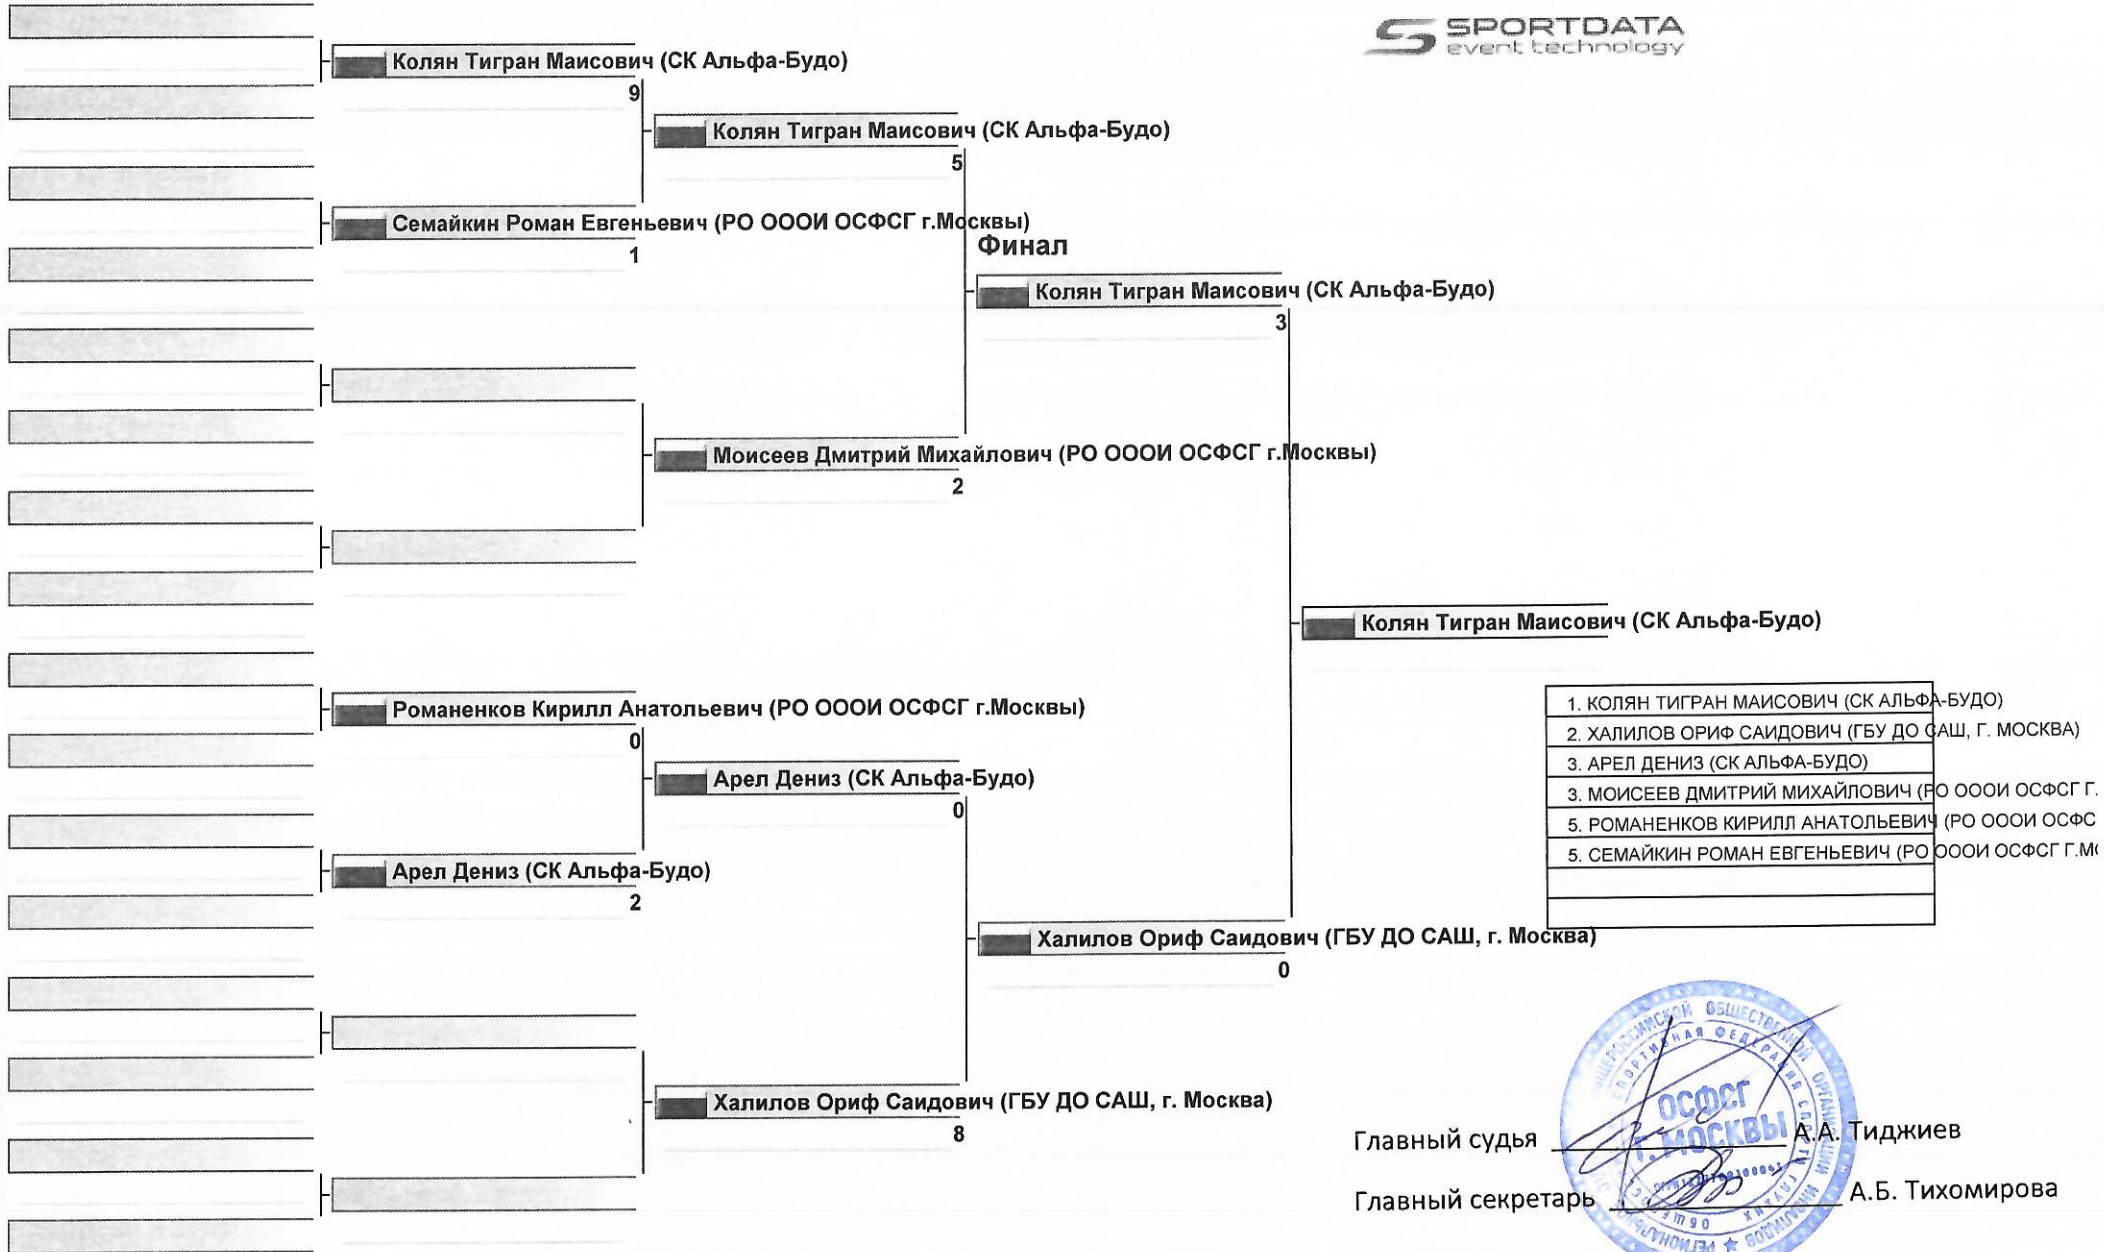 SPORTDATA
event technology
Колян Тигран Маисович (СК Альфа-Будо)
9
Колян Тигран Маисович (СК Альфа-Будо)
5
Семайкин Роман Евгеньевич (РО ОООИ ОСФСГ г.Москвы)
1
Финал
Колян Тигран Маисович (СК Альфа-Будо)
3
Моисеев Дмитрий Михайлович (РО ОООИ ОСФСГ г.Москвы)
2
Колян Тигран Маисович (СК Альфа-Будо)
Романенков Кирилл Анатольевич (РО ОООИ ОСФСГ г.Москвы)
0
Арел Дениз (СК Альфа-Будо)
0
Арел Дениз (СК Альфа-Будо)
2
Халилов Ориф Саидович (ГБУ ДО САШ, г. Москва)
0
Халилов Ориф Саидович (ГБУ ДО САШ, г. Москва)
8
1. КОЛЯН ТИГРАН МАИСОВИЧ (СК АЛЬФА-БУДО)
2. ХАЛИЛОВ ОРИФ САИДОВИЧ (ГБУ ДО САШ, Г. МОСКВА)
3. АРЕЛ ДЕНИЗ (СК АЛЬФА-БУДО)
3. МОИСЕЕВ ДМИТРИЙ МИХАЙЛОВИЧ (РО ОООИ ОСФСГ Г.
5. РОМАНЕНКОВ КИРИЛЛ АНАТОЛЬЕВИЧ (РО ОООИ ОСФС
5. СЕМАЙКИН РОМАН ЕВГЕНЬЕВИЧ (РО ОООИ ОСФСГ Г.М
ОСФСГ
Г. МОСКВЫ
Главный судья А.А. Тиджиев
Главный секретарь А.Б. Тихомирова